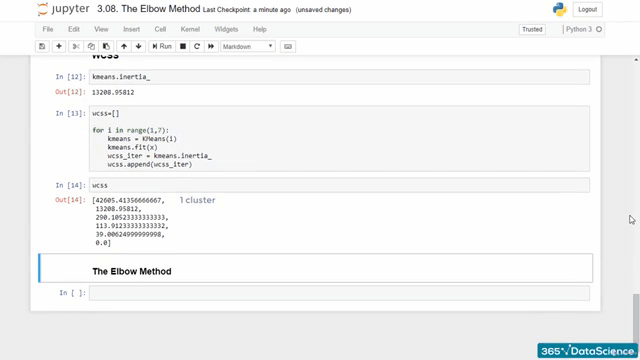 jupyter 3.08. The Elbow Method Last Checkpoint: a minute ago (unsaved changes)
Logout
File Edit View Insert Cell Kernel Widgets Help
Trusted Python 3
Run Markdown
WCSS
In [12] kmeans.inertia_
Out[12] 13208.95812
In [13] wcss=[]
for i in range(1,7):
kmeans = KMeans(i)
kmeans.fit(x)
wcss_iter = kmeans.inertia_
wcss.append(wcss_iter)
In [14] wcss
Out[14] [42605.41356666667, 1 cluster
13208.95812,
290.10523333333333,
113.91233333333332,
39.00624999999998,
0.0]
The Elbow Method
In [ ]:
365 DataScience